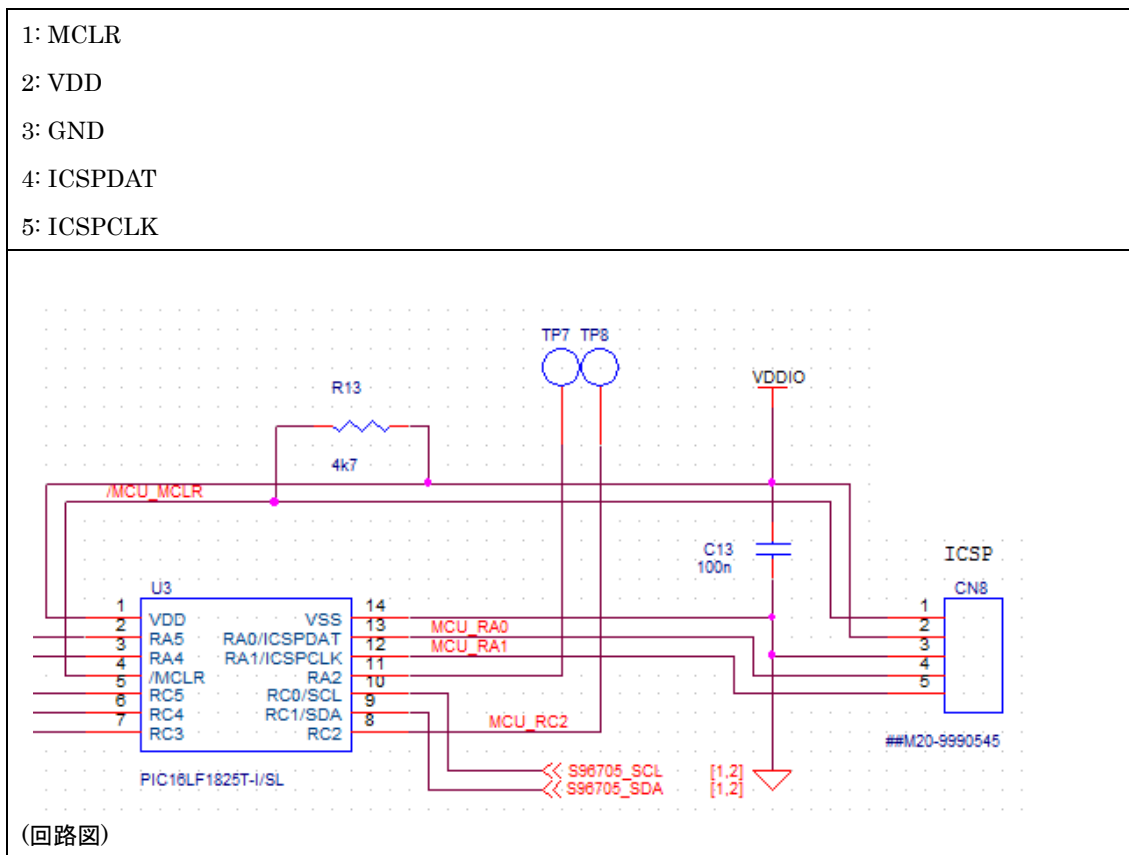 1: MCLR
2: VDD
3: GND
4: ICSPDAT
5: ICSPCLK
TP7 TP8
R13
VDDIO
4k7
/MCU_MCLR
C13
100n
ICSP
CN8
U3
1 VDD VSS 14
2 RA5 RA0/ICSPDAT 13 MCU_RA0
3 RA4 RA1/ICSPCLK 12 MCU_RA1
4 /MCLR RA2 11
5 RC5 RC0/SCL 10
6 RC4 RC1/SDA 9
7 RC3 RC2 8 MCU_RC2
1
2
3
4
5
##M20-9990545
PIC16LF1825T-I/SL
S96705_SCL [1,2]
S96705_SDA [1,2]
(回路図)